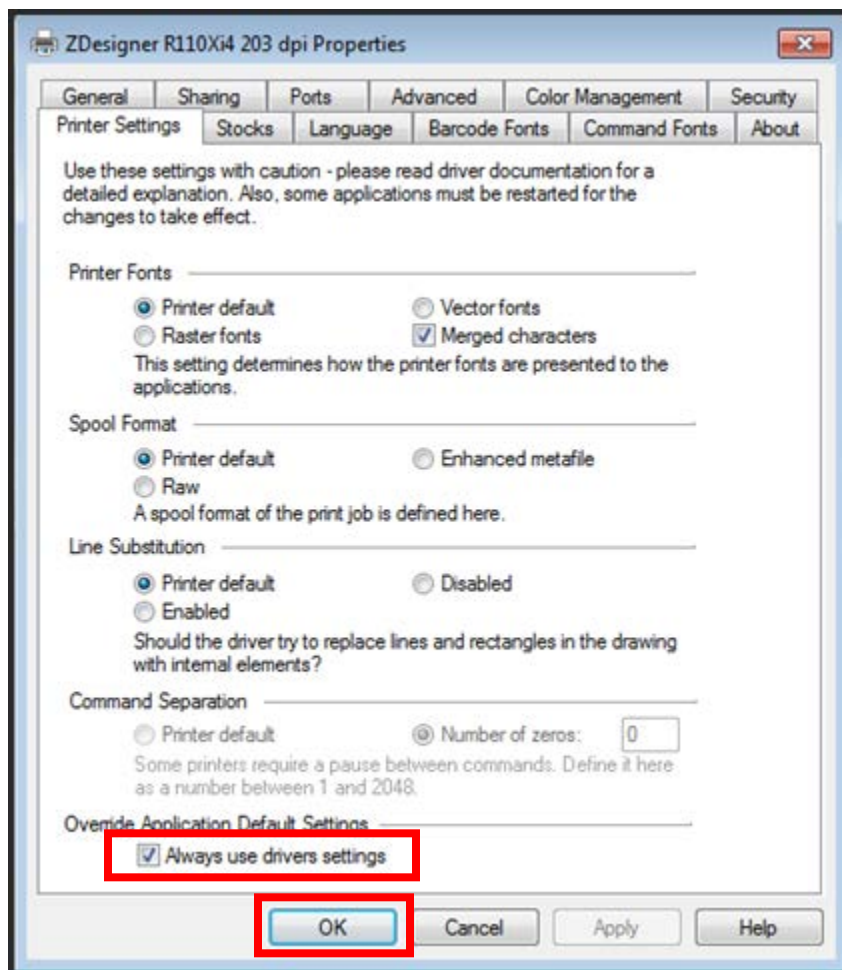 ZDesigner R110Xi4 203 dpi Properties
General Sharing Ports Advanced Color Management Security
Printer Settings Stocks Language Barcode Fonts Command Fonts About
Use these settings with caution - please read driver documentation for a
detailed explanation. Also, some applications must be restarted for the
changes to take effect.
Printer Fonts
Printer default Vector fonts
Raster fonts Merged characters
This setting determines how the printer fonts are presented to the
applications.
Spool Format
Printer default Enhanced metafile
Raw
A spool format of the print job is defined here.
Line Substitution
Printer default Disabled
Enabled
Should the driver try to replace lines and rectangles in the drawing
with internal elements?
Command Separation
Printer default Number of zeros: 0
Some printers require a pause between commands. Define it here
as a number between 1 and 2048.
Override Application Default Settings
Always use drivers settings
OK Cancel Apply Help